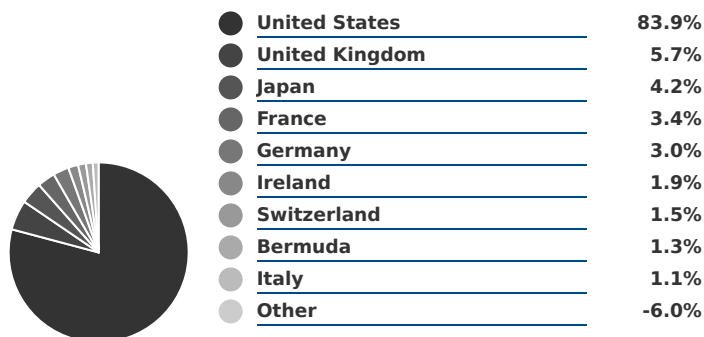 United States 83.9%
United Kingdom 5.7%
Japan 4.2%
France 3.4%
Germany 3.0%
Ireland 1.9%
Switzerland 1.5%
Bermuda 1.3%
Italy 1.1%
Other -6.0%